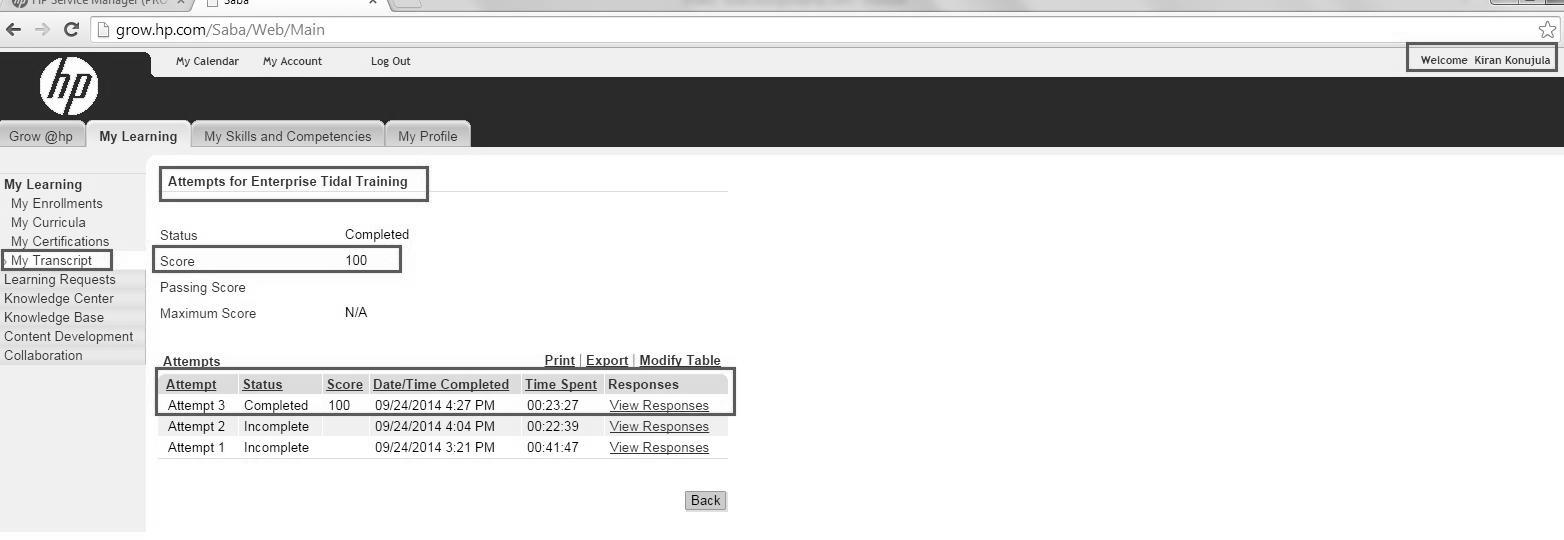 HP Service Manager (PRO
Saba
grow.hp.com/Saba/Web/Main
My Calendar My Account Log Out
Welcome Kiran Konujula
hp
Grow @hp My Learning My Skills and Competencies My Profile
My Learning
My Enrollments
My Curricula
My Certifications
My Transcript
Learning Requests
Knowledge Center
Knowledge Base
Content Development
Collaboration
Attempts for Enterprise Tidal Training
Status Completed
Score 100
Passing Score
Maximum Score N/A
Attempts Print | Export | Modify Table
Attempt Status Score Date/Time Completed Time Spent Responses
Attempt 3 Completed 100 09/24/2014 4:27 PM 00:23:27 View Responses
Attempt 2 Incomplete 09/24/2014 4:04 PM 00:22:39 View Responses
Attempt 1 Incomplete 09/24/2014 3:21 PM 00:41:47 View Responses
Back